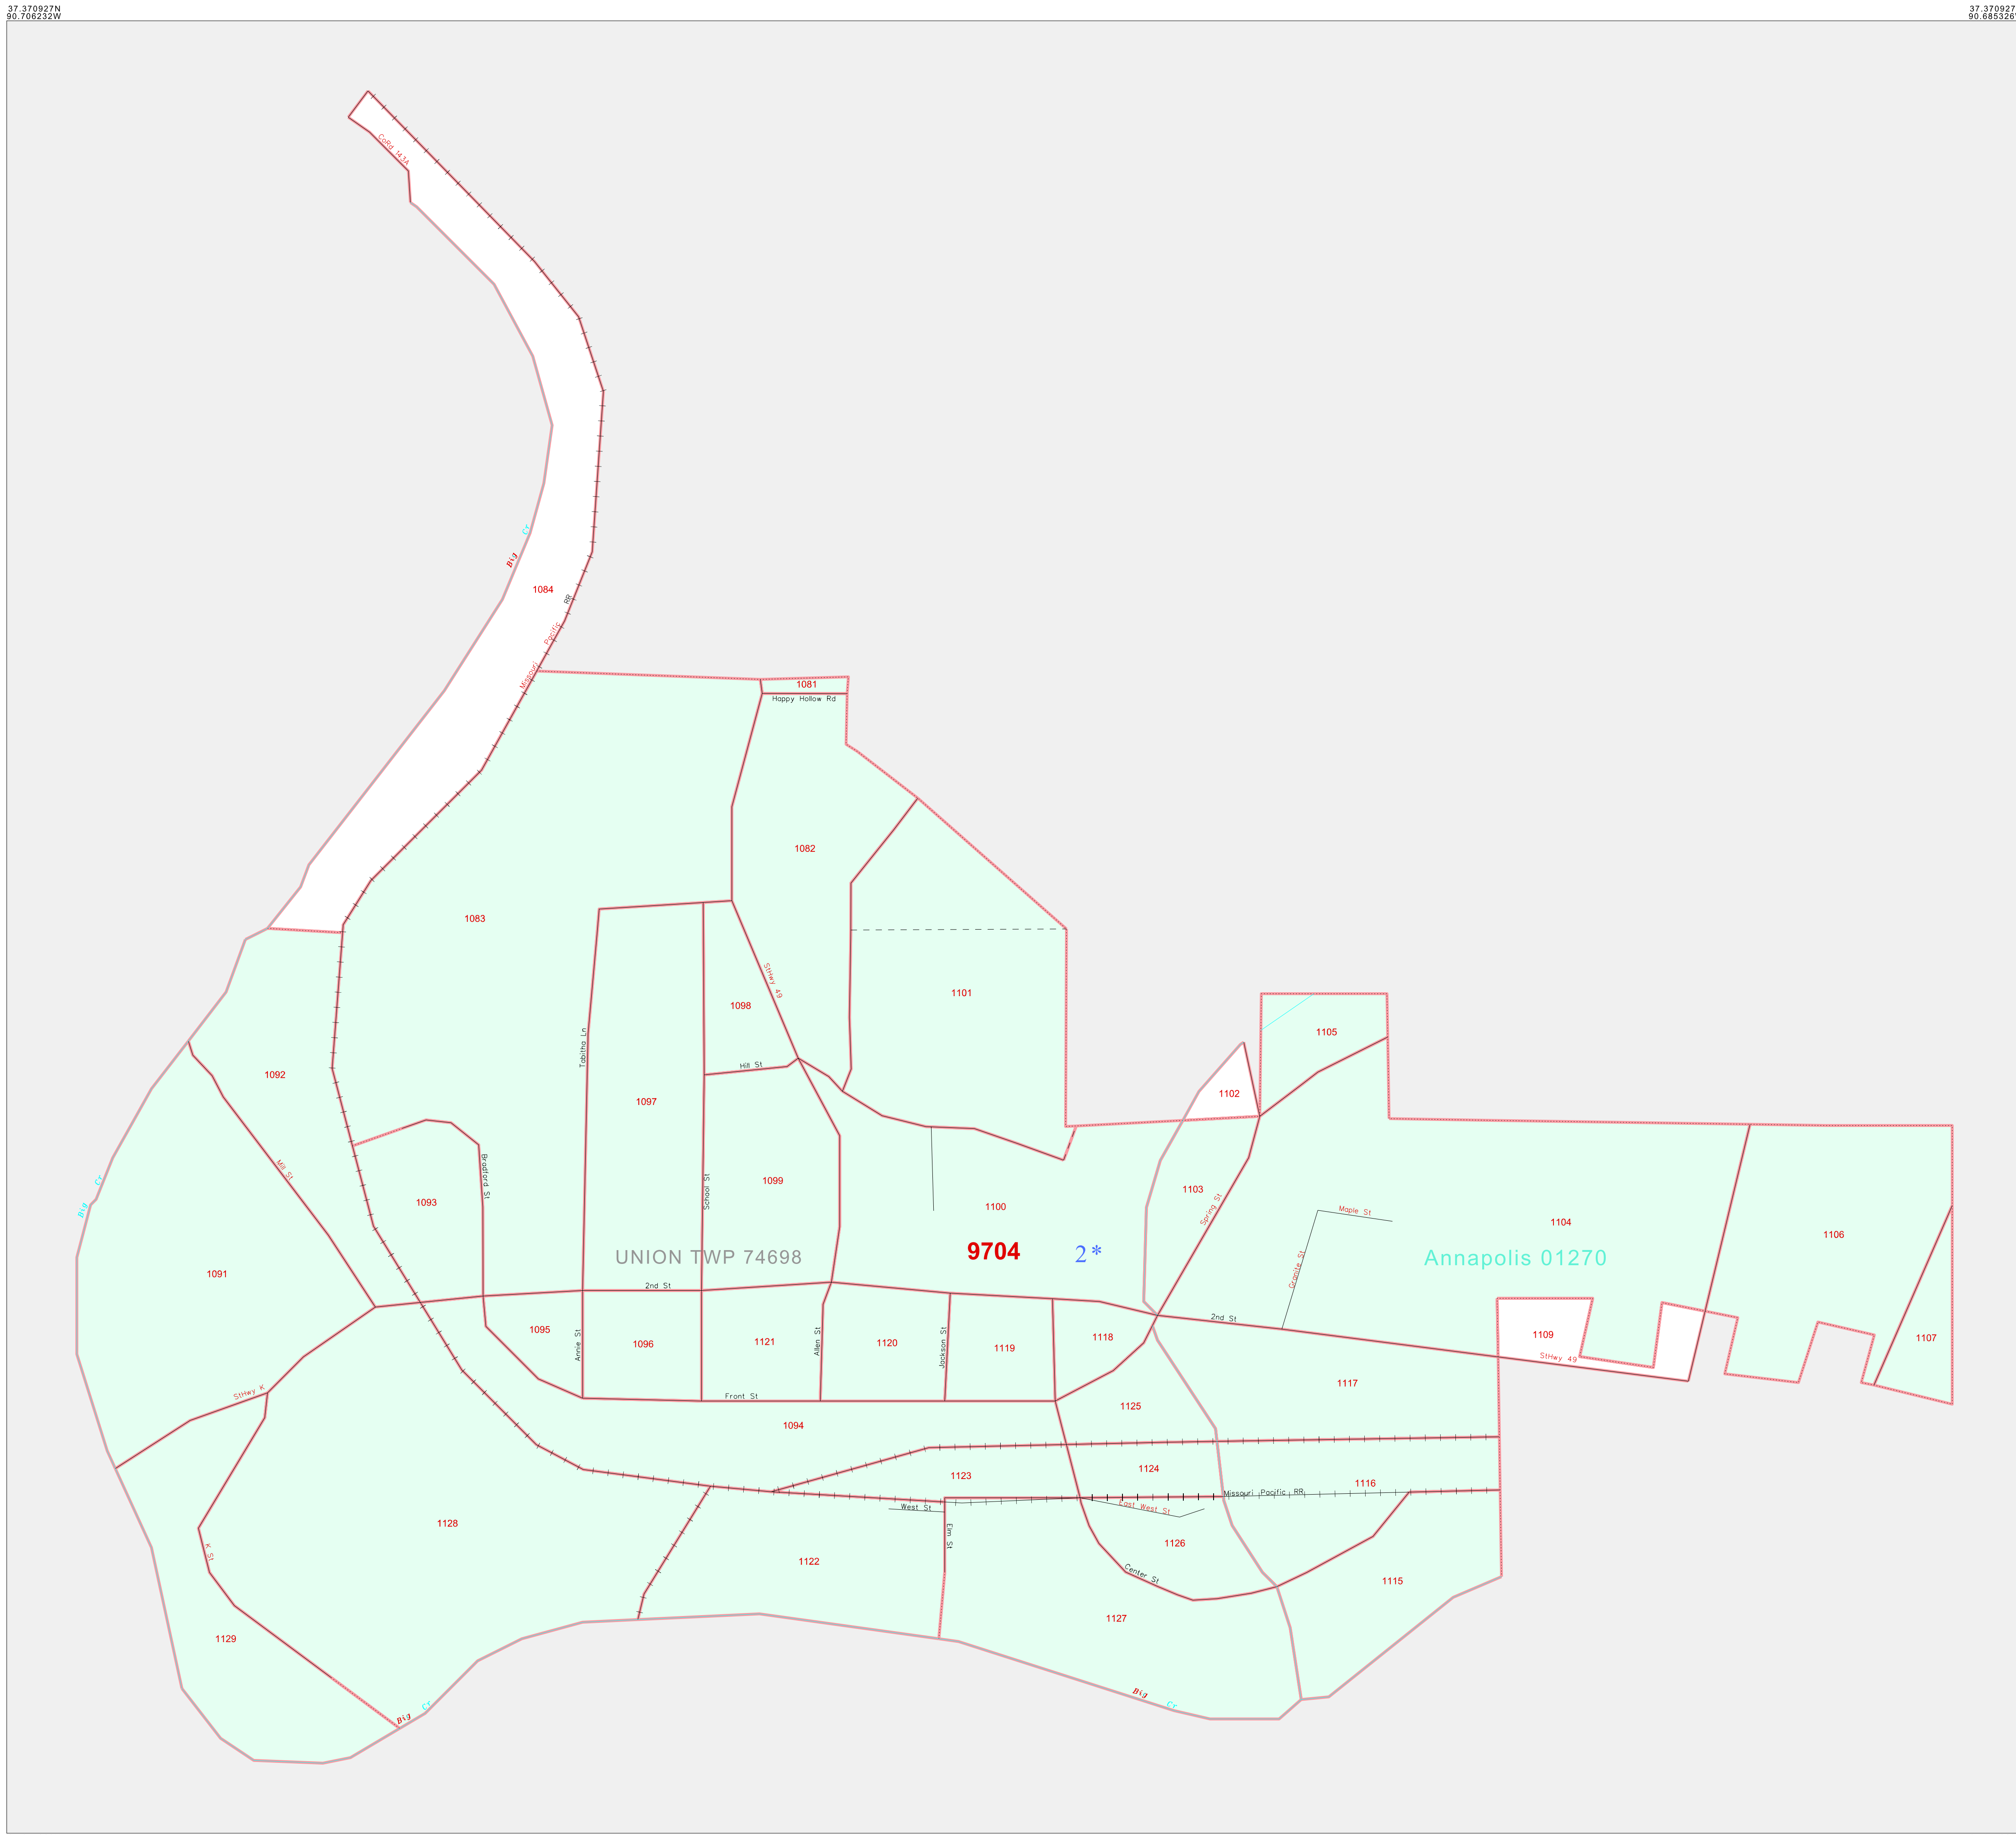 37.370927N
90.706232W
37.370927
90.685326
CoRd 143A
Big Cr
1084
Missouri Pacific RR
1081
Happy Hollow Rd
1082
1083
1101
StHwy 49
1098
1105
Tabitha Ln
Hill St
1092
1097
1102
Mill St
Bradford St
School St
1099
1103
Big Cr
1093
1100
Spring St
Maple St
1104
1106
9704
2*
UNION TWP 74698
Annapolis 01270
Granite St
1091
2nd St
2nd St
1095
Annie St
1096
1121
Allen St
1120
Jackson St
1119
1118
1109
1107
StHwy 49
StHwy K
Front St
1117
1125
1094
1123
1124
1116
Missouri Pacific RR
West St
East West St
1128
Elm St
1126
K St
1122
Center St
1115
1127
1129
Big Cr
Big Cr